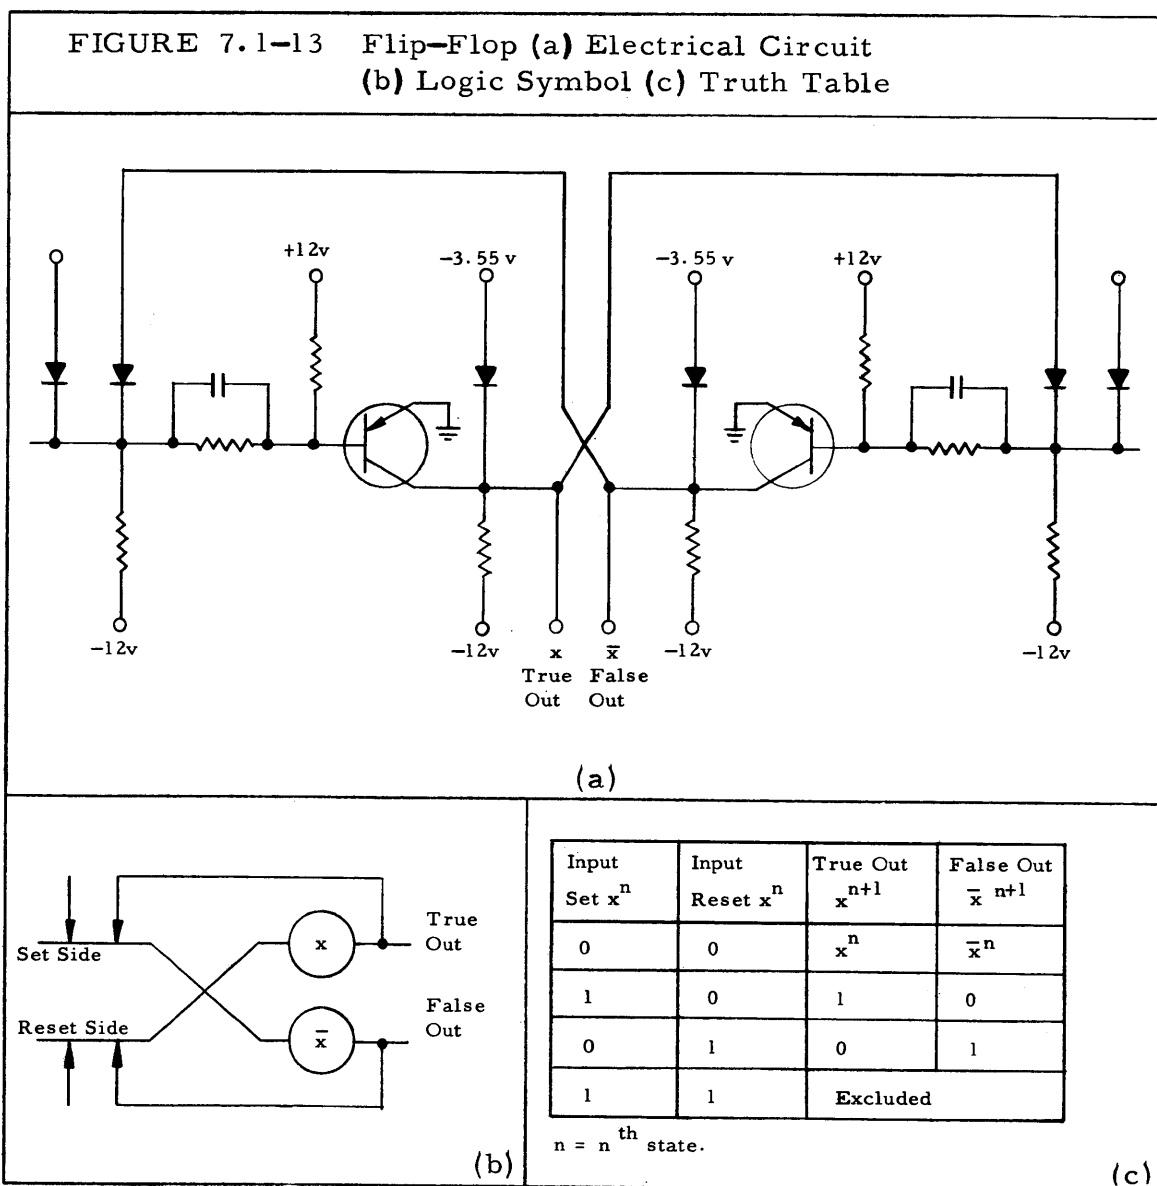 FIGURE 7.1-13 Flip-Flop (a) Electrical Circuit
(b) Logic Symbol (c) Truth Table
+12v
-3.55 v
-3.55 v
+12v
-12v
-12v
x
x̄
-12v
-12v
True False
Out Out
(a)
Set Side
x
True
Out
Reset Side
x̄
False
Out
(b)
Input Set xⁿ
Input Reset xⁿ
True Out xⁿ⁺¹
False Out x̄ ⁿ⁺¹
0 0 xⁿ x̄ⁿ
1 0 1 0
0 1 0 1
1 1 Excluded
n = n th state.
(c)